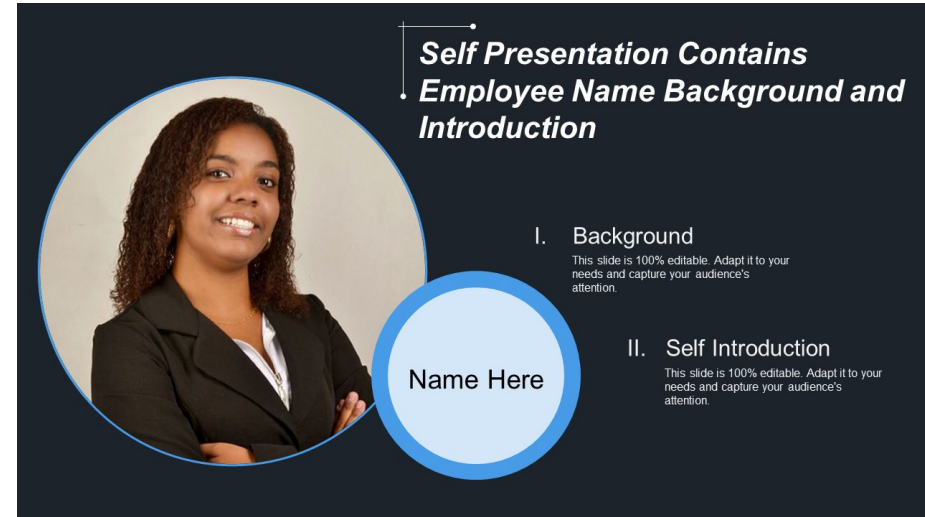 Self Presentation Contains
Employee Name Background and
Introduction
I. Background
This slide is 100% editable. Adapt it to your
needs and capture your audience's
attention.
Name Here
II. Self Introduction
This slide is 100% editable. Adapt it to your
needs and capture your audience's
attention.